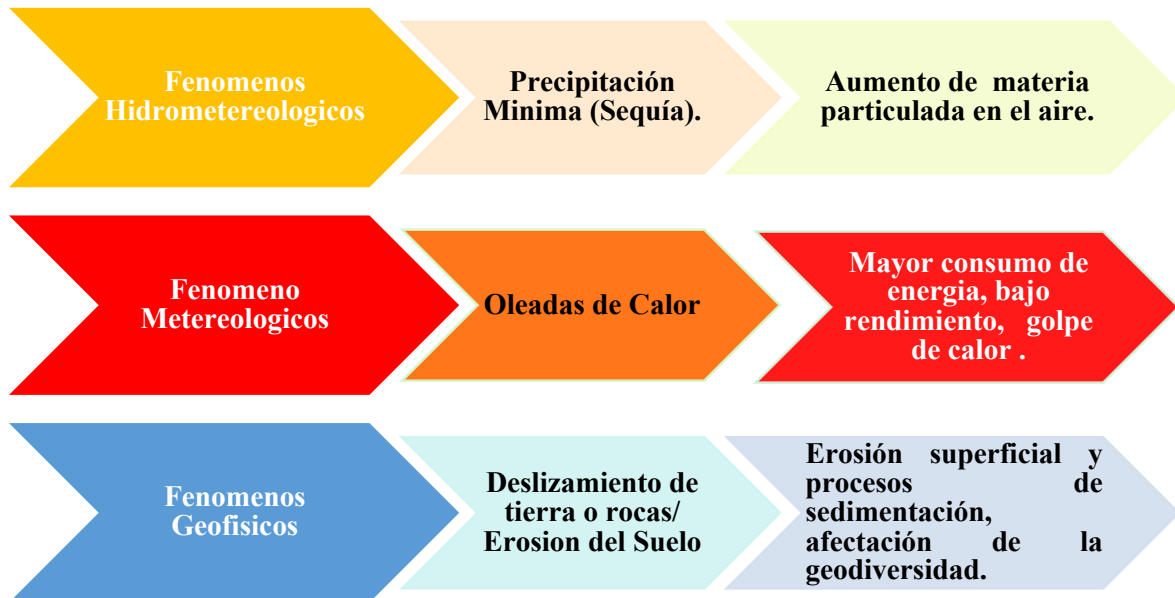 Fenomenos
Hidrometereologicos
Precipitación
Minima (Sequía).
Aumento de materia
particulada en el aire.
Fenomeno
Metereologicos
Oleadas de Calor
Mayor consumo de
energia, bajo
rendimiento, golpe
de calor .
Fenomenos
Geofisicos
Deslizamiento de
tierra o rocas/
Erosion del Suelo
Erosión superficial y
procesos de
sedimentación,
afectación de la
geodiversidad.